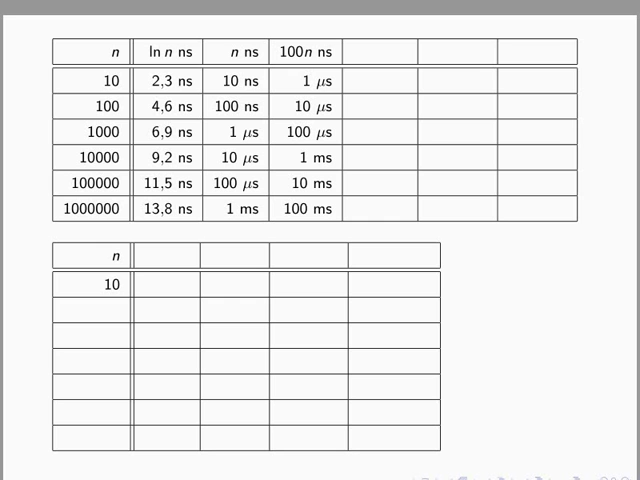 n ln n ns n ns 100n ns
10 2,3 ns 10 ns 1 μs
100 4,6 ns 100 ns 10 μs
1000 6,9 ns 1 μs 100 μs
10000 9,2 ns 10 μs 1 ms
100000 11,5 ns 100 μs 10 ms
1000000 13,8 ns 1 ms 100 ms
n
10